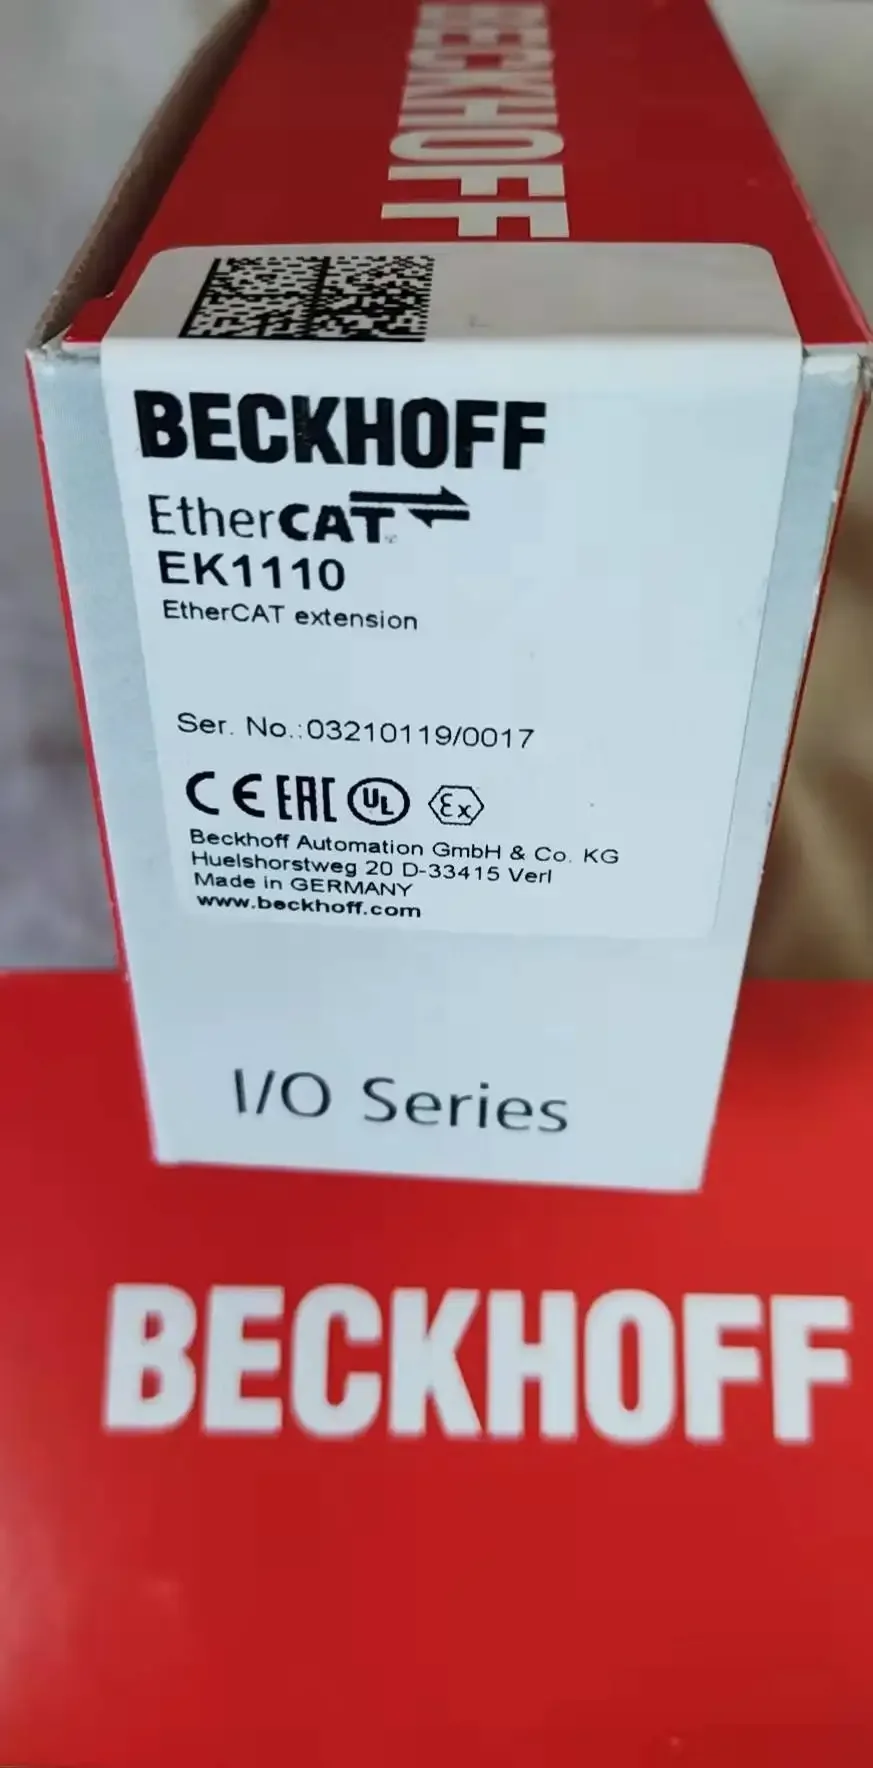 BECKHOFF
BECKHOFF
EtherCAT
EK1110
EtherCAT extension
Ser. No.:03210119/0017
CE EAC UL Ex
Beckhoff Automation GmbH & Co. KG
Huelshorstweg 20 D-33415 Verl
Made in GERMANY
www.beckhoff.com
I/O Series
BECKHOFF